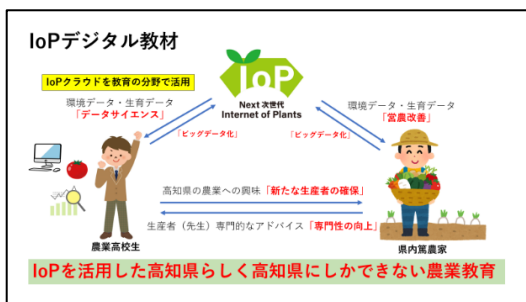 IoPデジタル教材
IoPクラウドを教育の分野で活用
環境データ・生育データ
「データサイエンス」
IoP
Next 次世代
Internet of Plants
環境データ・生育データ
「営農改善」
「ビッグデータ化」
「ビッグデータ化」
高知県の農業への興味「新たな生産者の確保」
生産者（先生）専門的なアドバイス「専門性の向上」
農業高校生
県内篤農家
IoPを活用した高知県らしく高知県にしかできない農業教育